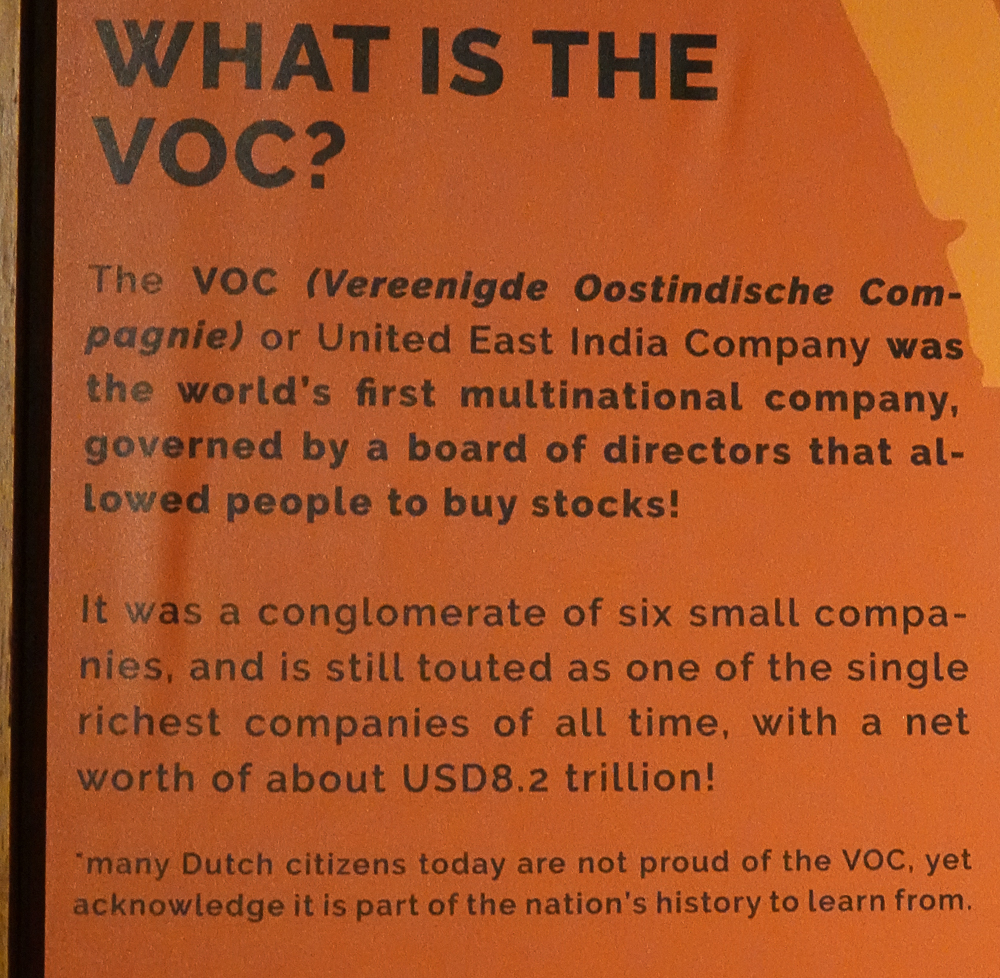 WHAT IS THE
VOC?
The VOC (Vereenigde Oostindische Com-
pagnie) or United East India Company was
the world's first multinational company,
governed by a board of directors that al-
lowed people to buy stocks!
It was a conglomerate of six small compa-
nies, and is still touted as one of the single
richest companies of all time, with a net
worth of about USD8.2 trillion!
*many Dutch citizens today are not proud of the VOC, yet
acknowledge it is part of the nation's history to learn from.